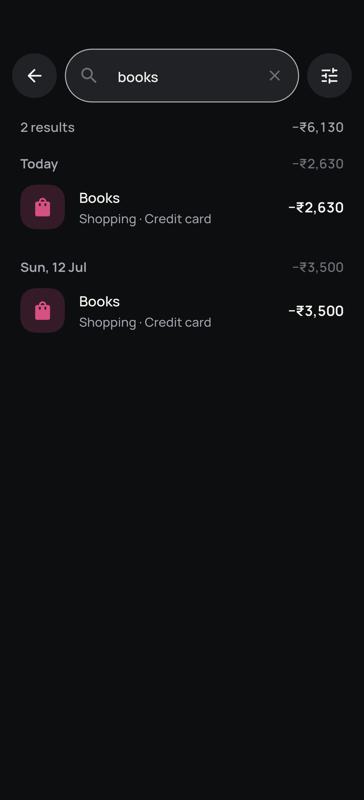 books
2 results −₹6,130
Today −₹2,630
Books
Shopping · Credit card
−₹2,630
Sun, 12 Jul −₹3,500
Books
Shopping · Credit card
−₹3,500